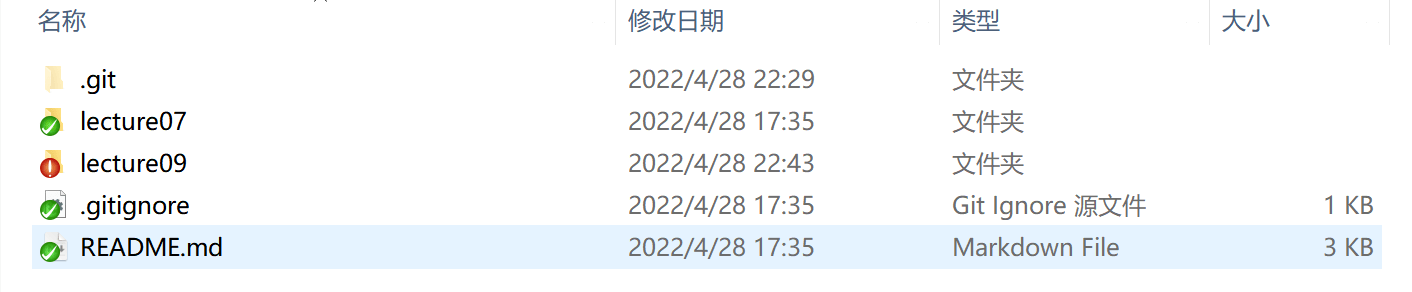 名称 修改日期 类型 大小
.git 2022/4/28 22:29 文件夹
lecture07 2022/4/28 17:35 文件夹
lecture09 2022/4/28 22:43 文件夹
.gitignore 2022/4/28 17:35 Git Ignore 源文件 1 KB
README.md 2022/4/28 17:35 Markdown File 3 KB